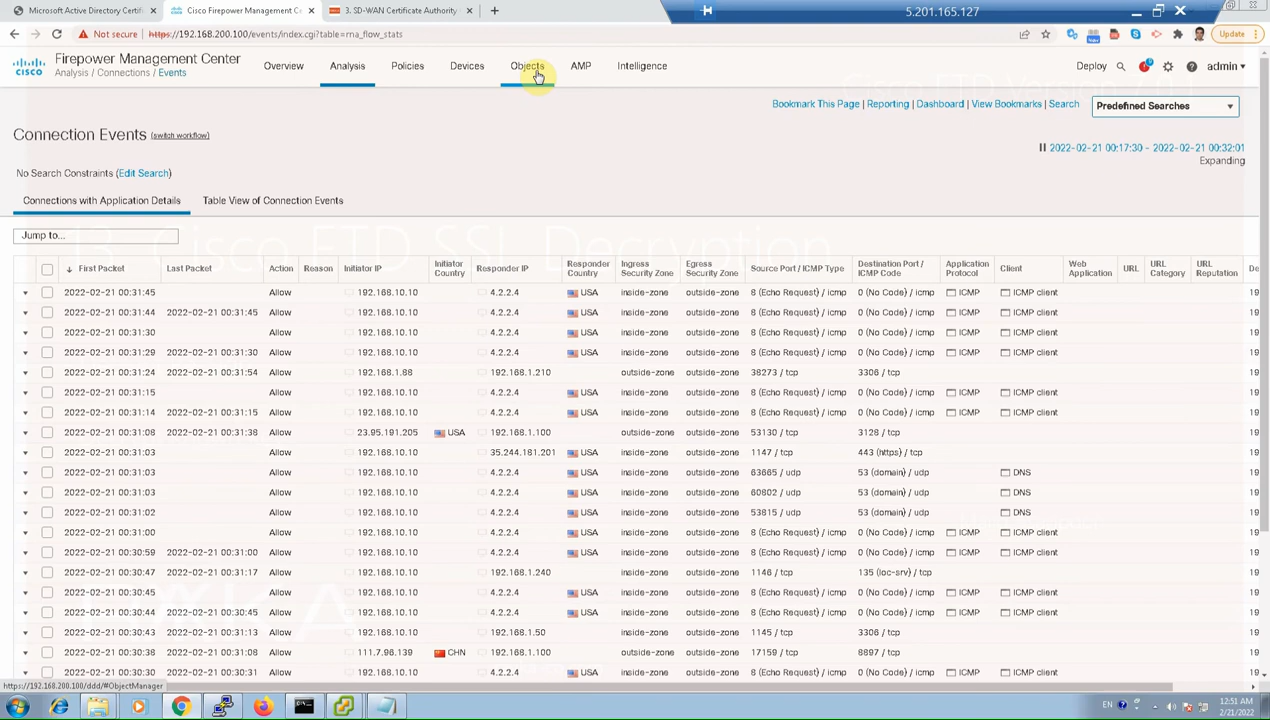 Microsoft Active Directory Certific
Cisco Firepower Management Ce
3. SD-WAN Certificate Authority
5.201.165.127
Not secure
https://192.168.200.100/events/index.cgi?table=rna_flow_stats
Update
Firepower Management Center
Analysis / Connections / Events
Overview
Analysis
Policies
Devices
Objects
AMP
Intelligence
Deploy
admin
Bookmark This Page | Reporting | Dashboard | View Bookmarks | Search
Predefined Searches
Connection Events (switch workflow)
2022-02-21 00:17:30 - 2022-02-21 00:32:01
Expanding
No Search Constraints (Edit Search)
Connections with Application Details
Table View of Connection Events
Jump to...
13. Cisco FTD SSL Decryption
First Packet Last Packet Action Reason Initiator IP Initiator Country Responder IP Responder Country Ingress Security Zone Egress Security Zone Source Port / ICMP Type Destination Port / ICMP Code Application Protocol Client Web Application URL URL Category URL Reputation De
2022-02-21 00:31:45 Allow 192.168.10.10 4.2.2.4 USA inside-zone outside-zone 8 (Echo Request) / icmp 0 (No Code) / icmp ICMP ICMP client 19
2022-02-21 00:31:44 2022-02-21 00:31:45 Allow 192.168.10.10 4.2.2.4 USA inside-zone outside-zone 8 (Echo Request) / icmp 0 (No Code) / icmp ICMP ICMP client 19
2022-02-21 00:31:30 Allow 192.168.10.10 4.2.2.4 USA inside-zone outside-zone 8 (Echo Request) / icmp 0 (No Code) / icmp ICMP ICMP client 19
2022-02-21 00:31:29 2022-02-21 00:31:30 Allow 192.168.10.10 4.2.2.4 USA inside-zone outside-zone 8 (Echo Request) / icmp 0 (No Code) / icmp ICMP ICMP client 19
2022-02-21 00:31:24 2022-02-21 00:31:54 Allow 192.168.1.88 192.168.1.210 outside-zone outside-zone 38273 / tcp 3306 / tcp 19
2022-02-21 00:31:15 Allow 192.168.10.10 4.2.2.4 USA inside-zone outside-zone 8 (Echo Request) / icmp 0 (No Code) / icmp ICMP ICMP client 19
2022-02-21 00:31:14 2022-02-21 00:31:15 Allow 192.168.10.10 4.2.2.4 USA inside-zone outside-zone 8 (Echo Request) / icmp 0 (No Code) / icmp ICMP ICMP client 19
2022-02-21 00:31:08 2022-02-21 00:31:38 Allow 23.95.191.205 USA 192.168.1.100 outside-zone outside-zone 53130 / tcp 3128 / tcp 19
2022-02-21 00:31:03 Allow 192.168.10.10 35.244.181.201 USA inside-zone outside-zone 1147 / tcp 443 (https) / tcp 19
2022-02-21 00:31:03 Allow 192.168.10.10 4.2.2.4 USA inside-zone outside-zone 63665 / udp 53 (domain) / udp DNS 19
2022-02-21 00:31:03 Allow 192.168.10.10 4.2.2.4 USA inside-zone outside-zone 60802 / udp 53 (domain) / udp DNS 19
2022-02-21 00:31:02 Allow 192.168.10.10 4.2.2.4 USA inside-zone outside-zone 53815 / udp 53 (domain) / udp DNS 19
2022-02-21 00:31:00 Allow 192.168.10.10 4.2.2.4 USA inside-zone outside-zone 8 (Echo Request) / icmp 0 (No Code) / icmp ICMP ICMP client 19
2022-02-21 00:30:59 2022-02-21 00:31:00 Allow 192.168.10.10 4.2.2.4 USA inside-zone outside-zone 8 (Echo Request) / icmp 0 (No Code) / icmp ICMP ICMP client 19
2022-02-21 00:30:47 2022-02-21 00:31:17 Allow 192.168.10.10 192.168.1.240 inside-zone outside-zone 1146 / tcp 135 (loc-srv) / tcp 19
2022-02-21 00:30:45 Allow 192.168.10.10 4.2.2.4 USA inside-zone outside-zone 8 (Echo Request) / icmp 0 (No Code) / icmp ICMP ICMP client 19
2022-02-21 00:30:44 2022-02-21 00:30:45 Allow 192.168.10.10 4.2.2.4 USA inside-zone outside-zone 8 (Echo Request) / icmp 0 (No Code) / icmp ICMP ICMP client 19
2022-02-21 00:30:43 2022-02-21 00:31:13 Allow 192.168.10.10 192.168.1.50 inside-zone outside-zone 1145 / tcp 3306 / tcp 19
2022-02-21 00:30:38 2022-02-21 00:31:08 Allow 111.7.96.139 CHN 192.168.1.100 outside-zone outside-zone 17159 / tcp 8897 / tcp 19
2022-02-21 00:30:30 2022-02-21 00:30:31 Allow 192.168.10.10 4.2.2.4 USA inside-zone outside-zone 8 (Echo Request) / icmp 0 (No Code) / icmp ICMP ICMP client 19
https://192.168.200.100/ddd/#ObjectManager
EN
12:51 AM
2/21/2022